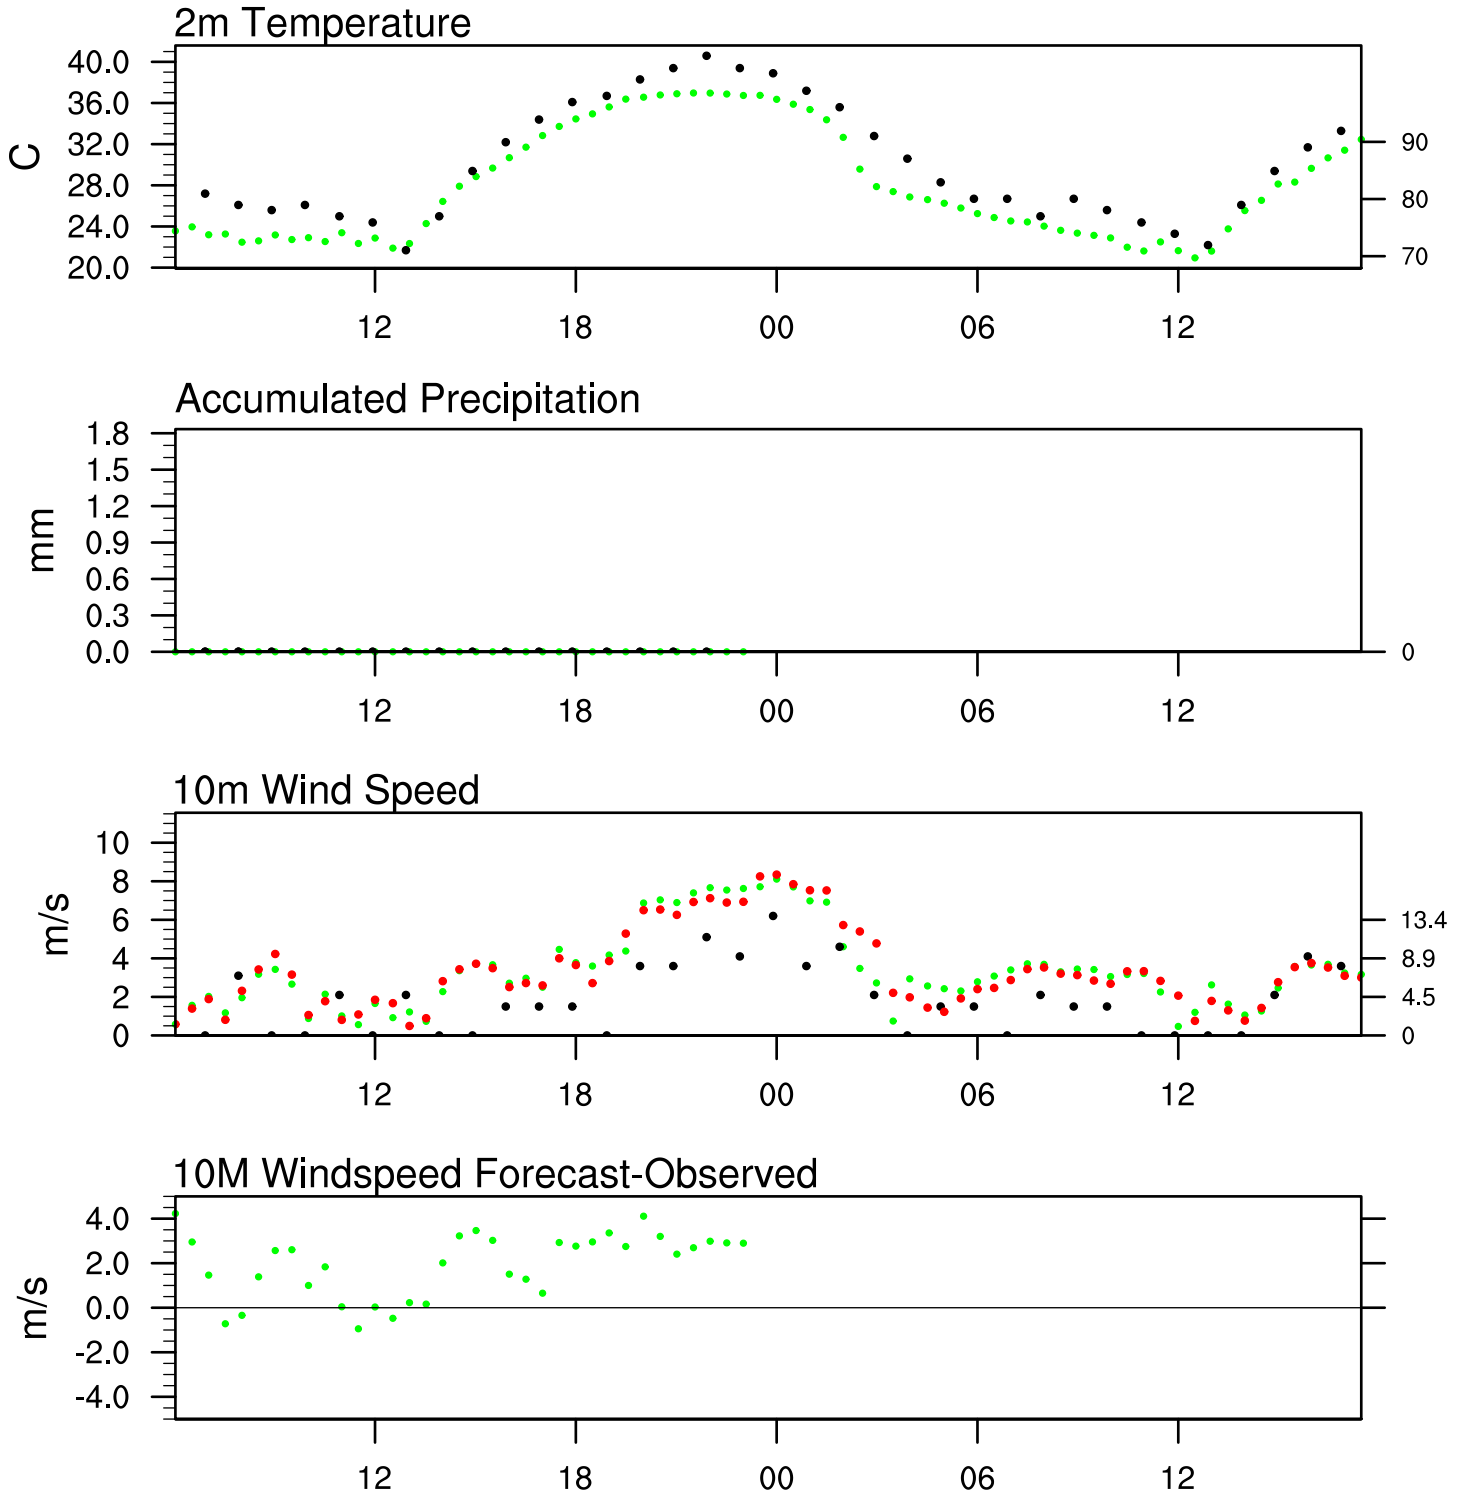 2m Temperature
40.0
36.0
32.0
28.0
24.0
20.0
C
90
80
70
12 18 00 06 12
Accumulated Precipitation
1.8
1.5
1.2
0.9
0.6
0.3
0.0
mm
0
12 18 00 06 12
10m Wind Speed
10
8
6
4
2
0
m/s
13.4
8.9
4.5
0
12 18 00 06 12
10M Windspeed Forecast-Observed
4.0
2.0
0.0
-2.0
-4.0
m/s
12 18 00 06 12